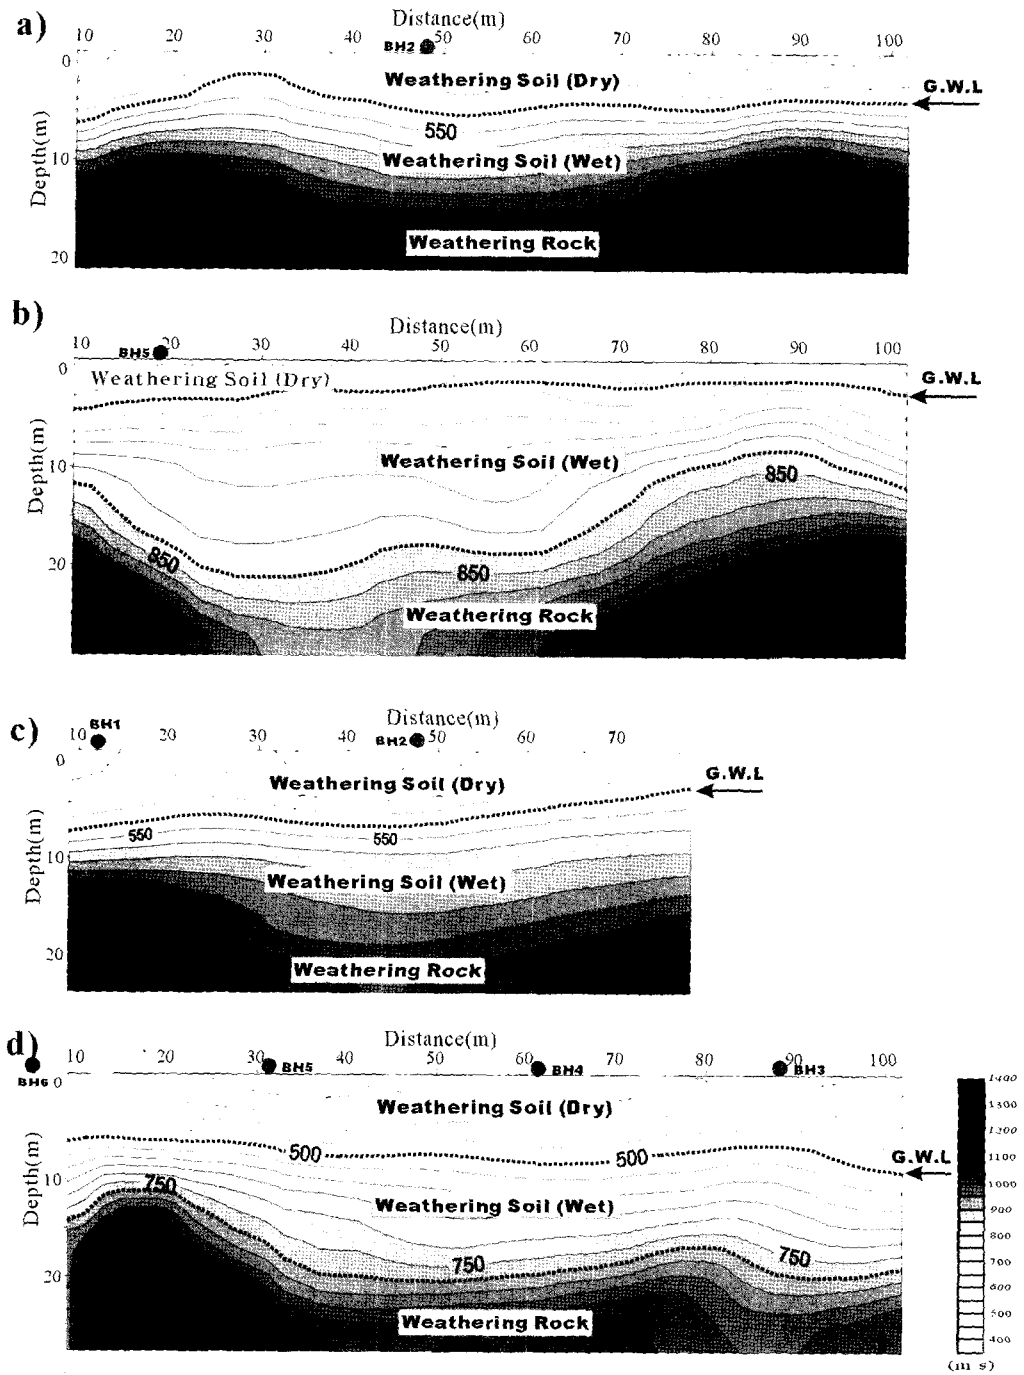 a)
Distance(m)
10 20 30 40 50 60 70 80 90 100
BH2
0
Weathering Soil (Dry)
G.W.L
550
10
Weathering Soil (Wet)
Depth(m)
Weathering Rock
20
b)
Distance(m)
10 20 30 40 50 60 70 80 90 100
BH5
0
Weathering Soil (Dry)
G.W.L
Weathering Soil (Wet)
10
850
Depth(m)
850
20
850
Weathering Rock
c)
BH1
Distance(m)
10 20 30 40 50 60 70
BH2
0
Weathering Soil (Dry)
G.W.L
550
550
10
Depth(m)
Weathering Soil (Wet)
20
Weathering Rock
d)
Distance(m)
10 20 30 40 50 60 70 80 90 100
BH6
BH5
BH4
BH3
0
Weathering Soil (Dry)
500
500
G.W.L
10
750
Depth(m)
Weathering Soil (Wet)
750
750
20
Weathering Rock
1400
1300
1200
1100
1000
900
800
700
600
500
400
(m s)